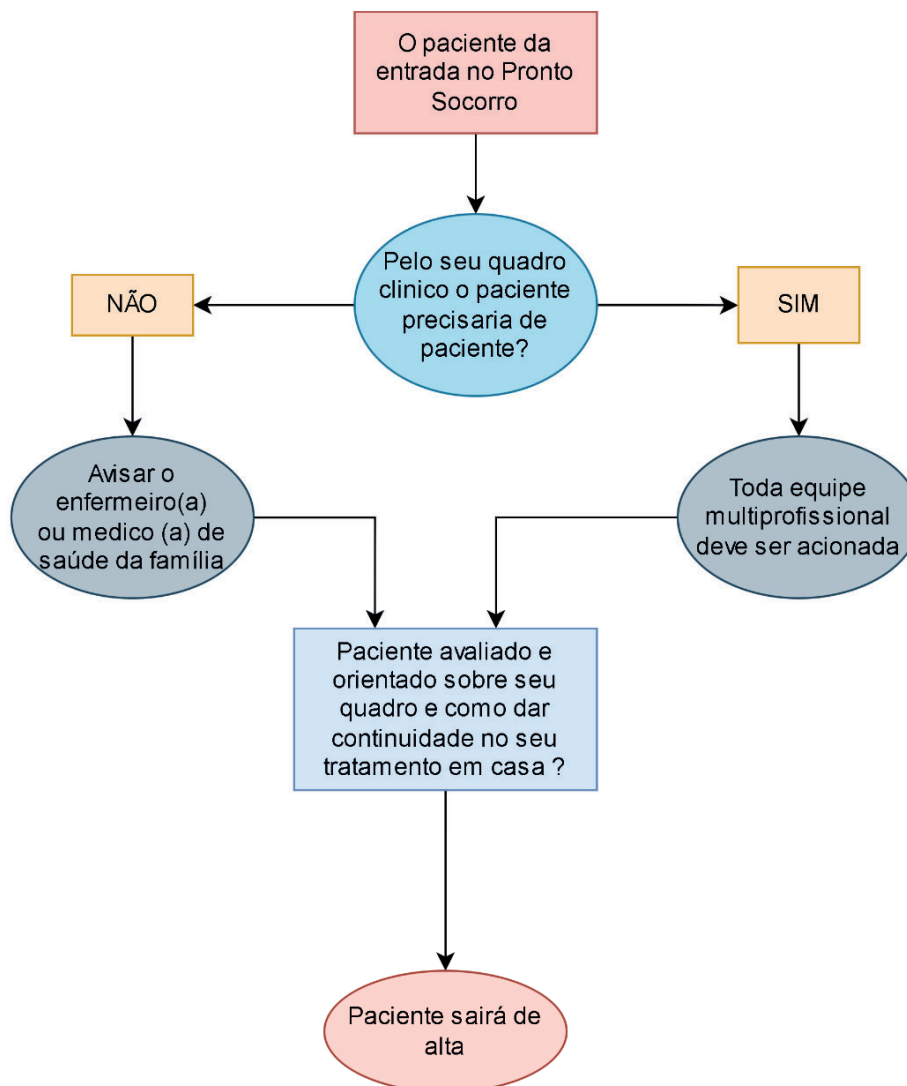 O paciente da
entrada no Pronto
Socorro
Pelo seu quadro
clinico o paciente
precisaria de
paciente?
NÃO
SIM
Avisar o
enfermeiro(a)
ou medico (a) de
saúde da família
Toda equipe
multiprofissional
deve ser acionada
Paciente avaliado e
orientado sobre seu
quadro e como dar
continuidade no seu
tratamento em casa ?
Paciente sairá de
alta